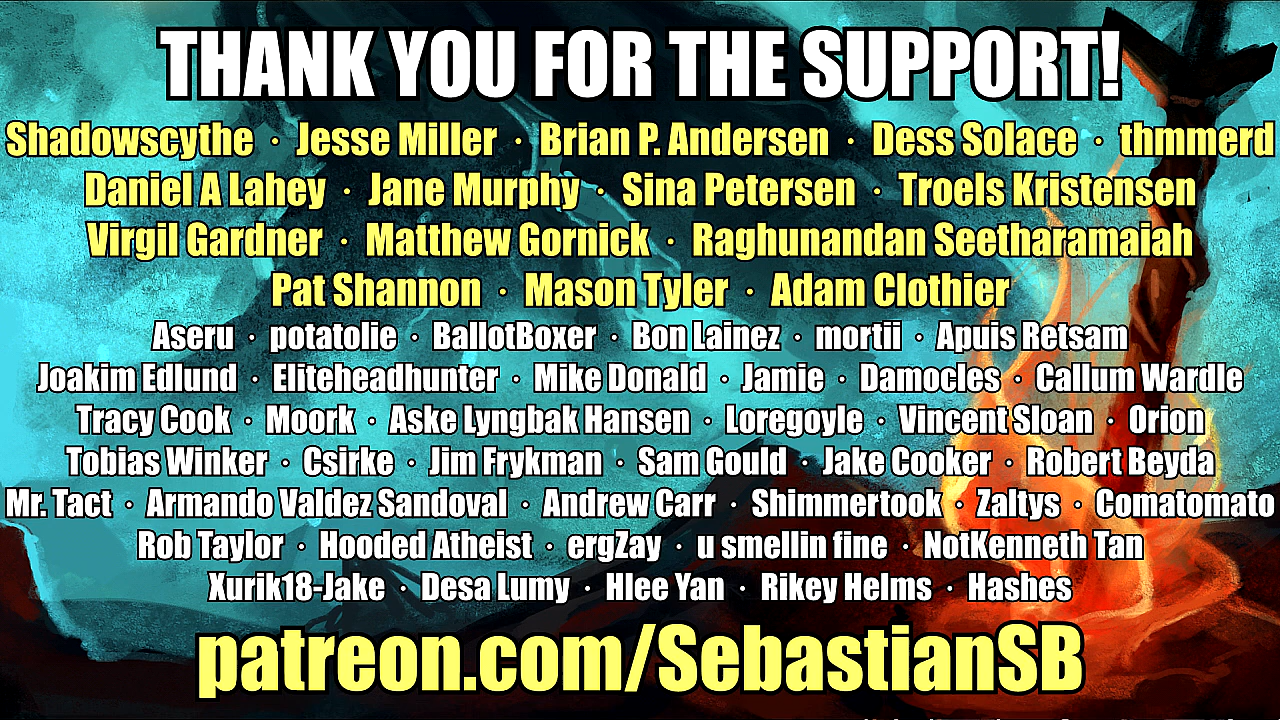 THANK YOU FOR THE SUPPORT!
Shadowscythe · Jesse Miller · Brian P. Andersen · Dess Solace · thmmerd
Daniel A Lahey · Jane Murphy · Sina Petersen · Troels Kristensen
Virgil Gardner · Matthew Gornick · Raghunandan Seetharamaiah
Pat Shannon · Mason Tyler · Adam Clothier
Aseru · potatolie · BallotBoxer · Bon Lainez · mortii · Apuis Retsam
Joakim Edlund · Eliteheadhunter · Mike Donald · Jamie · Damocles · Callum Wardle
Tracy Cook · Moork · Aske Lyngbak Hansen · Loregoyle · Vincent Sloan · Orion
Tobias Winker · Csirke · Jim Frykman · Sam Gould · Jake Cooker · Robert Beyda
Mr. Tact · Armando Valdez Sandoval · Andrew Carr · Shimmertook · Zaltys · Comatomato
Rob Taylor · Hooded Atheist · ergZay · u smellin fine · NotKenneth Tan
Xurik18-Jake · Desa Lumy · Hlee Yan · Rikey Helms · Hashes
patreon.com/SebastianSB